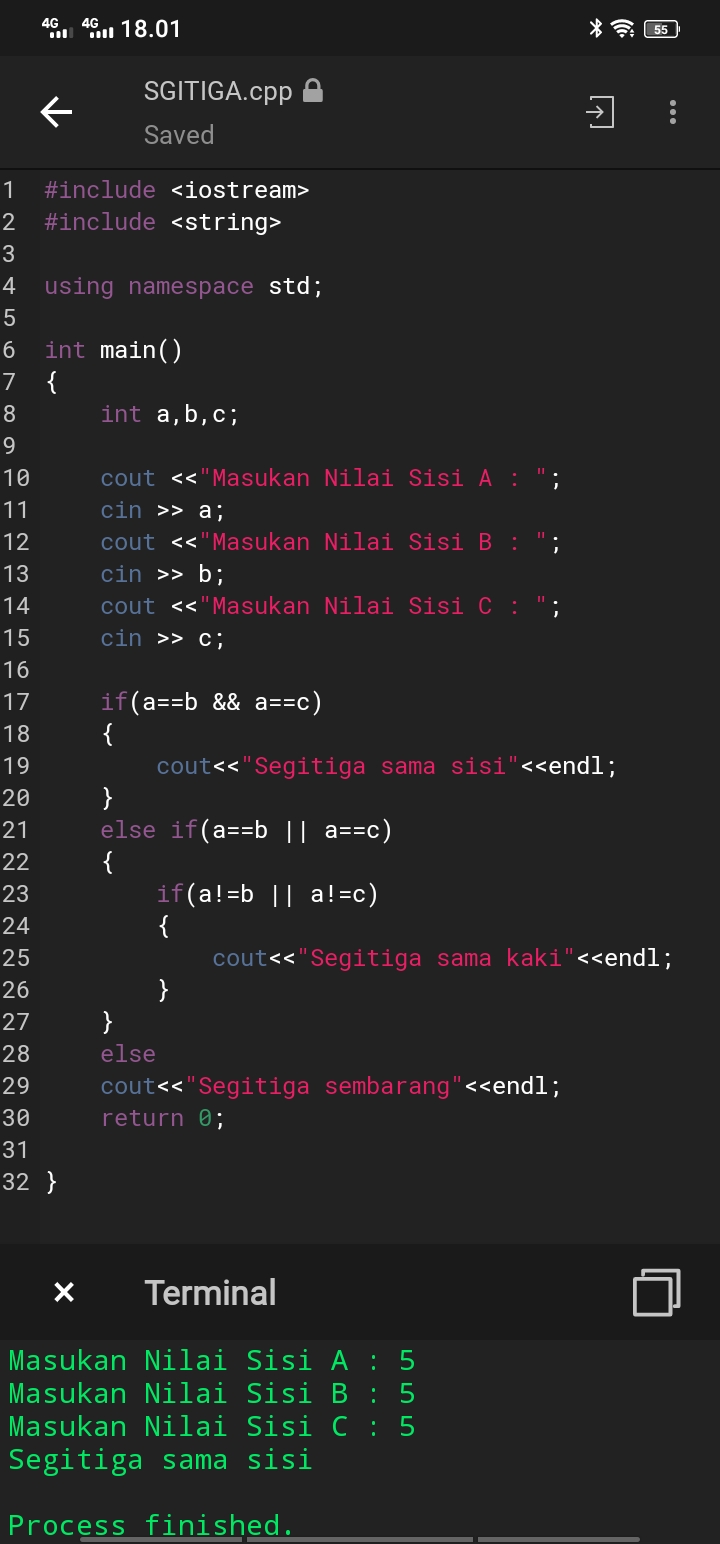 4G 4G 18.01 55
SGITIGA.cpp
Saved
1 #include <iostream>
2 #include <string>
3
4 using namespace std;
5
6 int main()
7 {
8     int a,b,c;
9
10     cout <<"Masukan Nilai Sisi A : ";
11     cin >> a;
12     cout <<"Masukan Nilai Sisi B : ";
13     cin >> b;
14     cout <<"Masukan Nilai Sisi C : ";
15     cin >> c;
16
17     if(a==b && a==c)
18     {
19         cout<<"Segitiga sama sisi"<<endl;
20     }
21     else if(a==b || a==c)
22     {
23         if(a!=b || a!=c)
24         {
25             cout<<"Segitiga sama kaki"<<endl;
26         }
27     }
28     else
29     cout<<"Segitiga sembarang"<<endl;
30     return 0;
31
32 }
Terminal
Masukan Nilai Sisi A : 5
Masukan Nilai Sisi B : 5
Masukan Nilai Sisi C : 5
Segitiga sama sisi
Process finished.